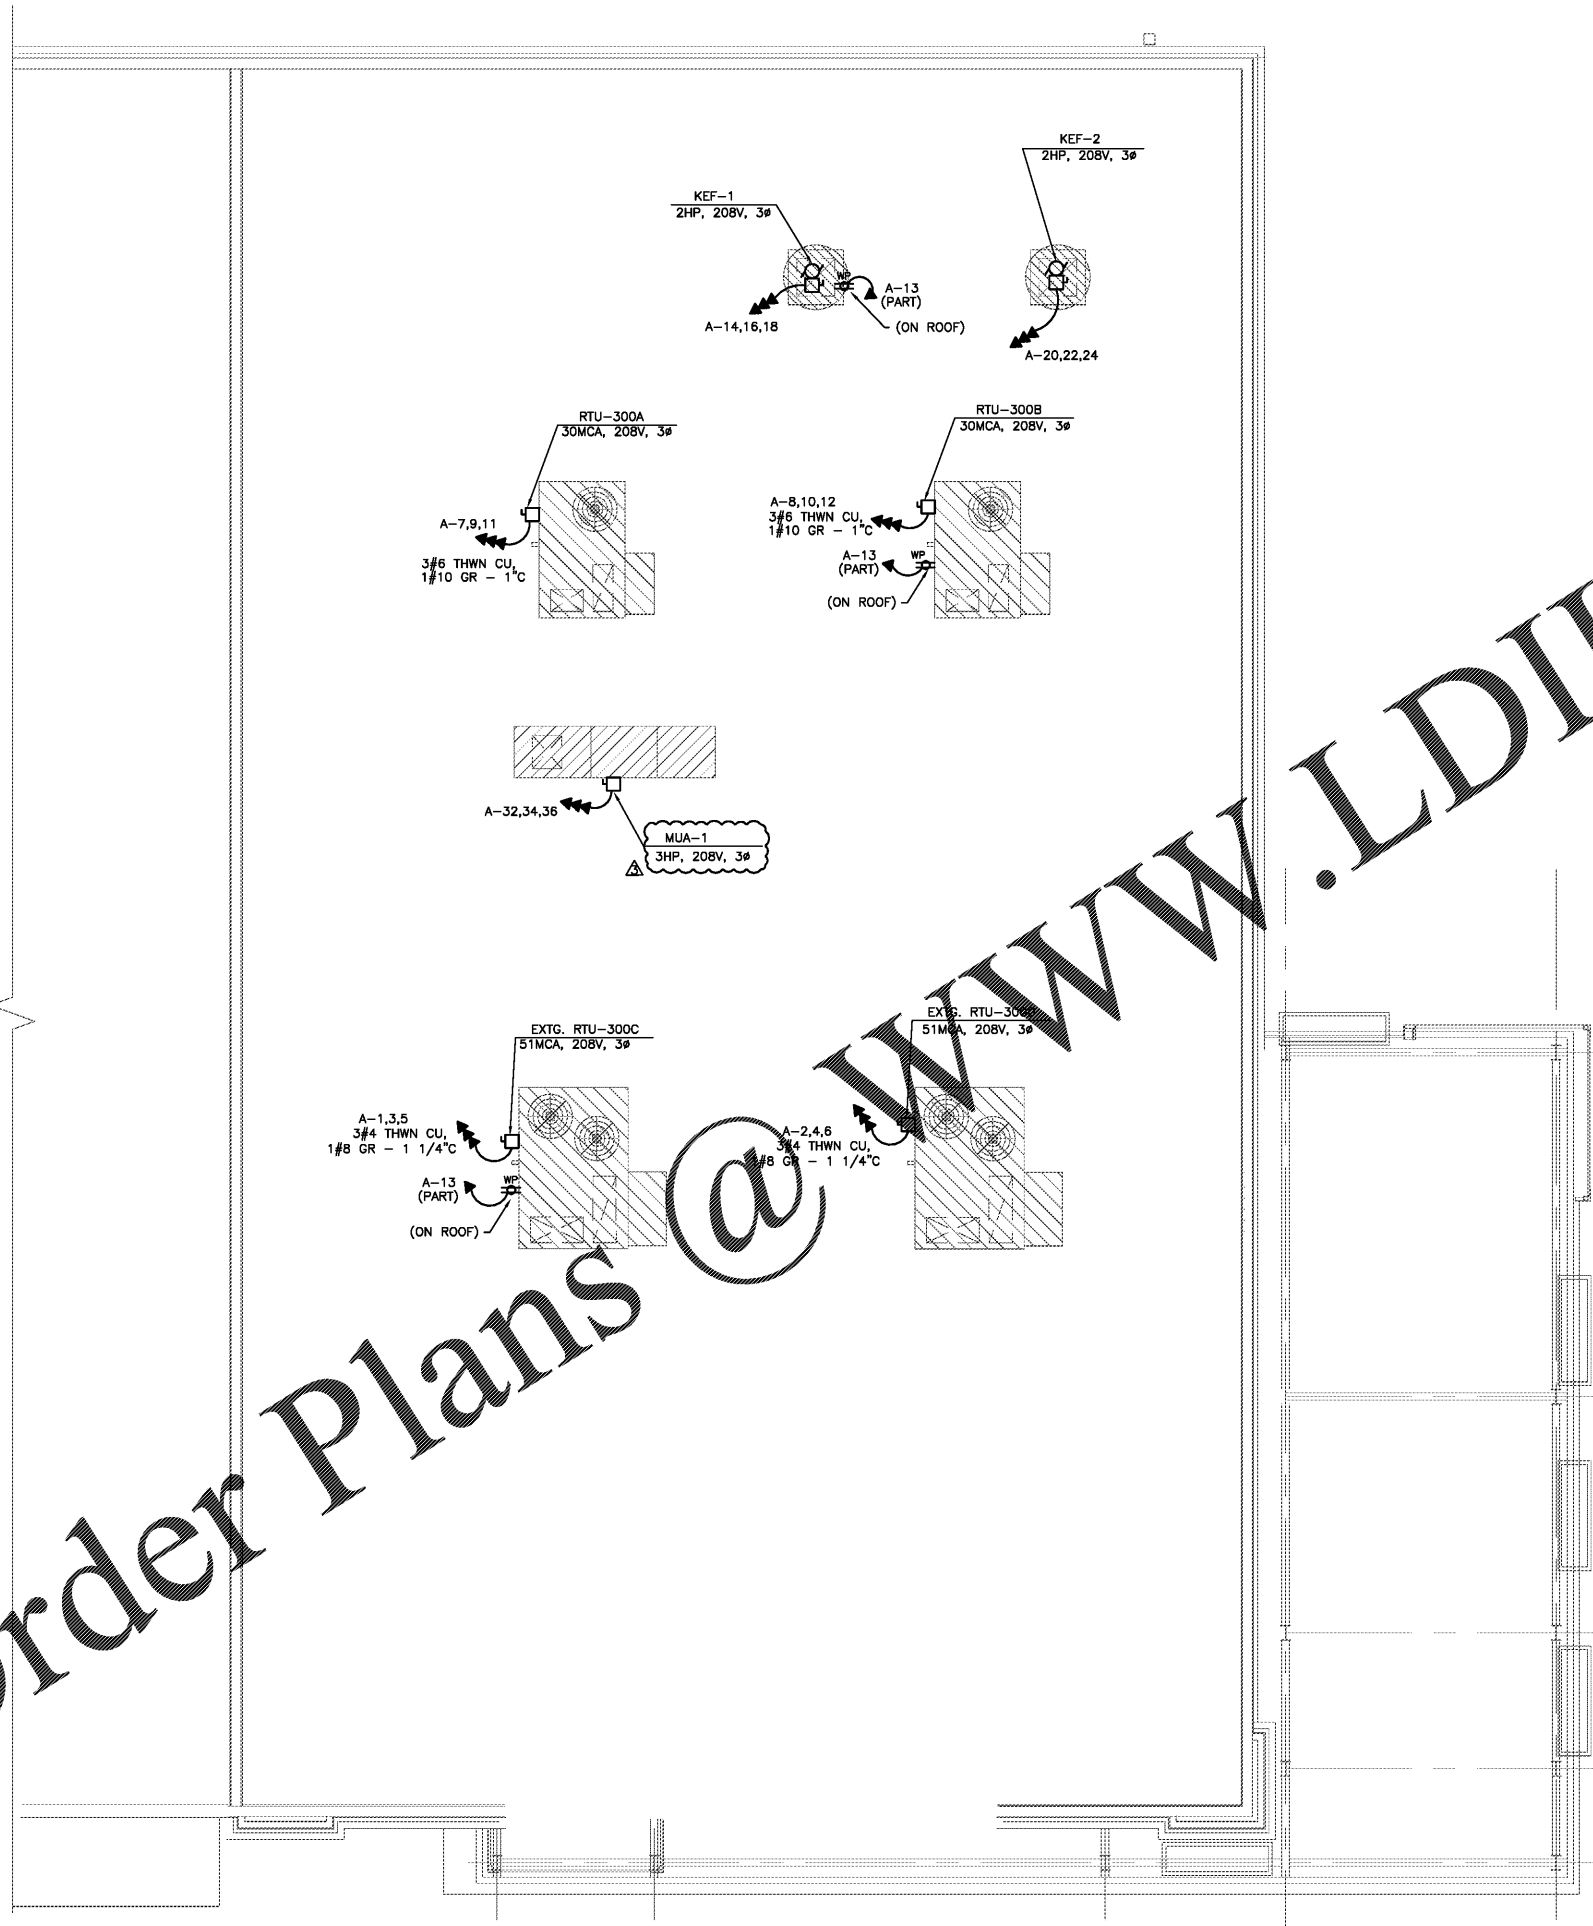 KEF-2
2HP, 208V, 3ø
KEF-1
2HP, 208V, 3ø
WP
A-13
(PART)
(ON ROOF)
A-14,16,18
A-20,22,24
RTU-300A
30MCA, 208V, 3ø
RTU-300B
30MCA, 208V, 3ø
A-7,9,11
3#6 THWN CU,
1#10 GR - 1"C
A-8,10,12
3#6 THWN CU,
1#10 GR - 1"C
A-13
(PART)
WP
(ON ROOF)
A-32,34,36
MUA-1
3HP, 208V, 3ø
3
EXTG. RTU-300C
51MCA, 208V, 3ø
EXTG.
51MCA, 208V, 3ø
A-1,3,5
3#4 THWN CU,
1#8 GR - 1 1/4"C
A-13
(PART)
WP
(ON ROOF)
A-2,4,6
3#4 THWN CU,
1#8 GR - 1 1/4"C
Plans @